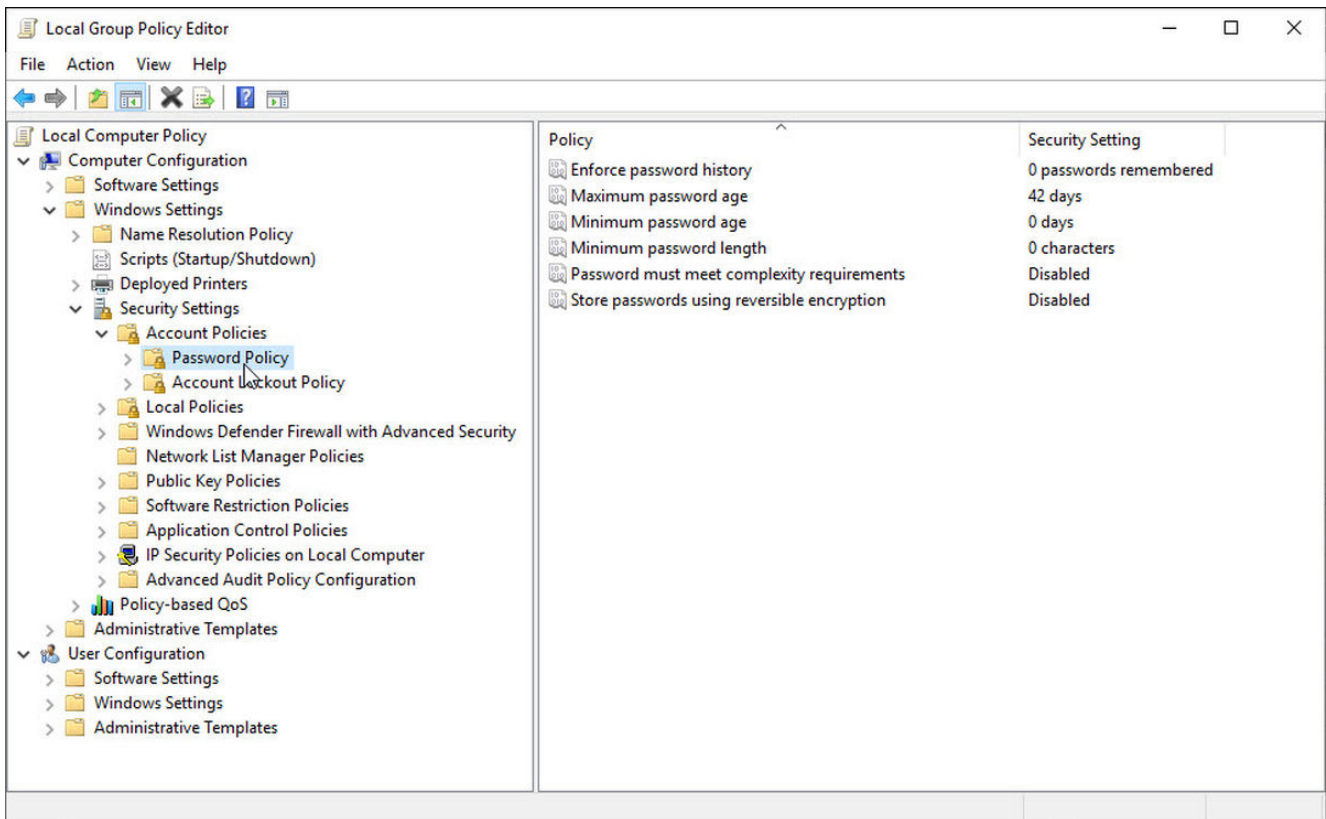 Local Group Policy Editor
File Action View Help
Local Computer Policy
Computer Configuration
Software Settings
Windows Settings
Name Resolution Policy
Scripts (Startup/Shutdown)
Deployed Printers
Security Settings
Account Policies
Password Policy
Account Lockout Policy
Local Policies
Windows Defender Firewall with Advanced Security
Network List Manager Policies
Public Key Policies
Software Restriction Policies
Application Control Policies
IP Security Policies on Local Computer
Advanced Audit Policy Configuration
Policy-based QoS
Administrative Templates
User Configuration
Software Settings
Windows Settings
Administrative Templates
Policy Security Setting
Enforce password history 0 passwords remembered
Maximum password age 42 days
Minimum password age 0 days
Minimum password length 0 characters
Password must meet complexity requirements Disabled
Store passwords using reversible encryption Disabled